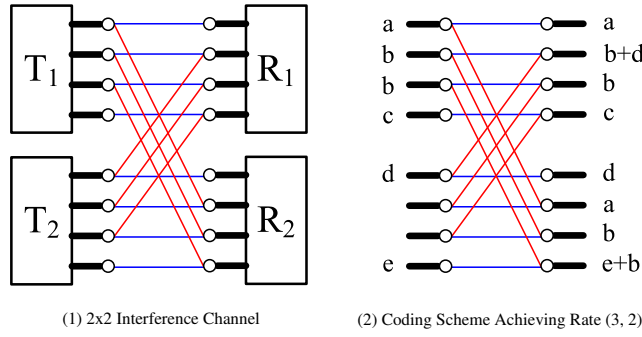 T1
R1
T2
R2
a
b
b
c
d
e
a
b+d
b
c
d
a
b
e+b
(1) 2x2 Interference Channel
(2) Coding Scheme Achieving Rate (3, 2)